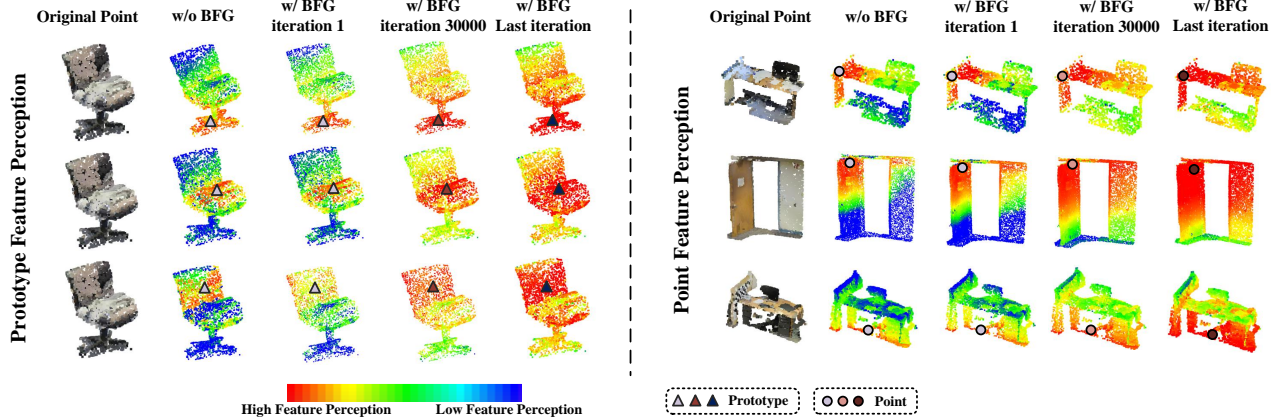 Original Point
w/o BFG
w/ BFG
iteration 1
w/ BFG
iteration 30000
w/ BFG
Last iteration
Prototype Feature Perception
High Feature Perception
Low Feature Perception
Original Point
w/o BFG
w/ BFG
iteration 1
w/ BFG
iteration 30000
w/ BFG
Last iteration
Point Feature Perception
Prototype
Point